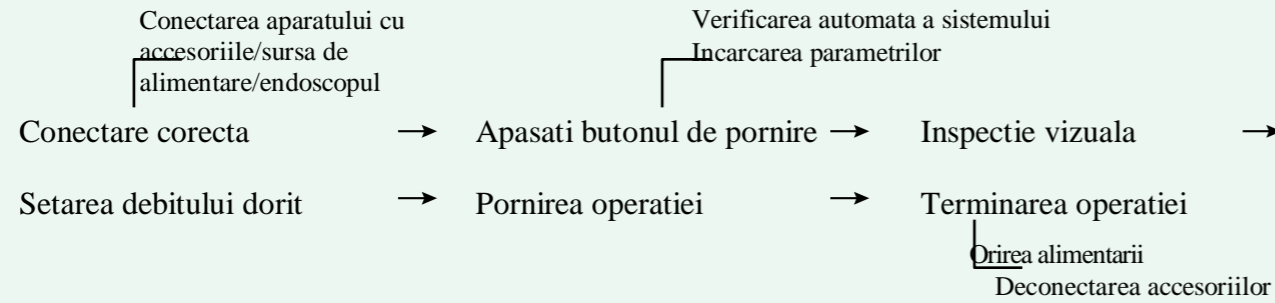 Conectarea aparatului cu
accesoriile/sursa de
alimentare/endoscopul
Verificarea automata a sistemului
Incarcarea parametrilor
Conectare corecta → Apasati butonul de pornire → Inspectie vizuala →
Setarea debitului dorit → Pornirea operatiei → Terminarea operatiei
Orirea alimentarii
Deconectarea accesoriilor